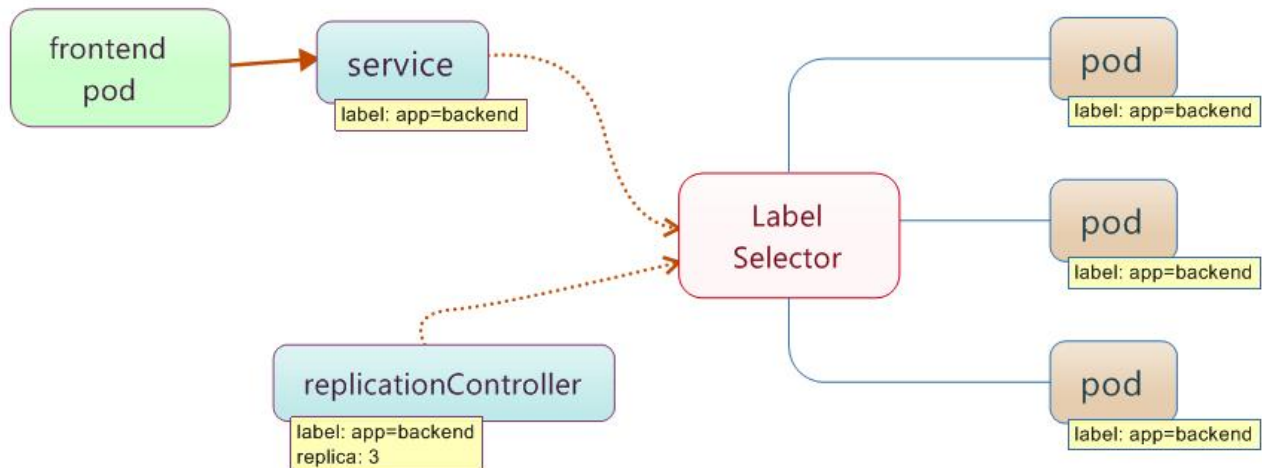 frontend
pod
service
label: app=backend
pod
label: app=backend
Label
Selector
pod
label: app=backend
replicationController
label: app=backend
replica: 3
pod
label: app=backend